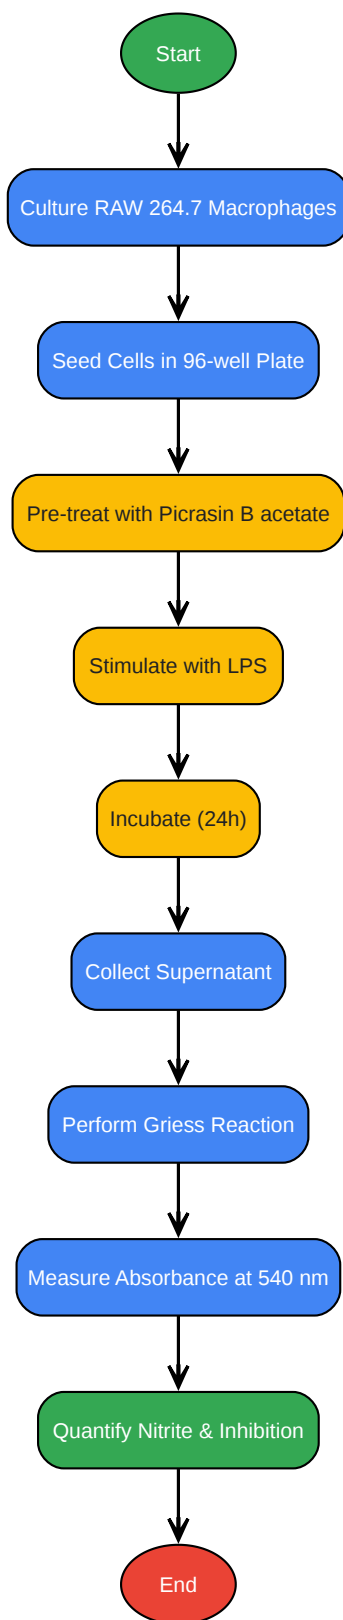 Start
Culture RAW 264.7 Macrophages
Seed Cells in 96-well Plate
Pre-treat with Picrasin B acetate
Stimulate with LPS
Incubate (24h)
Collect Supernatant
Perform Griess Reaction
Measure Absorbance at 540 nm
Quantify Nitrite & Inhibition
End